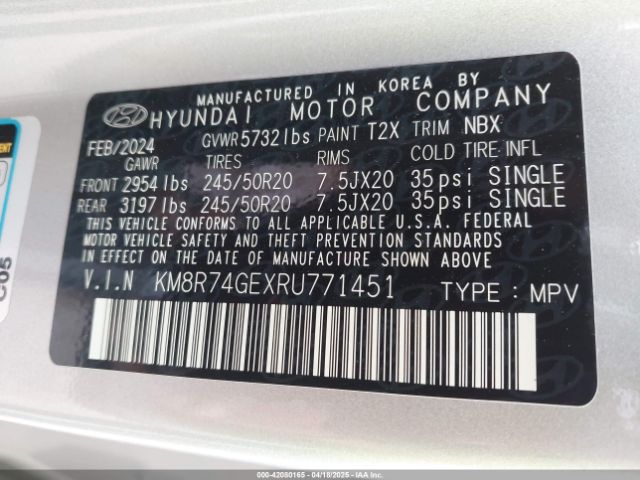 MANUFACTURED IN KOREA BY
HYUNDAI MOTOR COMPANY
FEB/2024 GVWR 5732 lbs PAINT T2X TRIM NBX
GAWR TIRES RIMS COLD TIRE INFL
FRONT 2954 lbs 245/50R20 7.5JX20 35 psi SINGLE
REAR 3197 lbs 245/50R20 7.5JX20 35 psi SINGLE
THIS VEHICLE CONFORMS TO ALL APPLICABLE U.S.A. FEDERAL
MOTOR VEHICLE SAFETY AND THEFT PREVENTION STANDARDS
IN EFFECT ON THE DATE OF MANUFACTURE SHOWN ABOVE
V.I.N KM8R74GEXRU771451 TYPE : MPV
C05
000-42080165 - 04/18/2025 - IAAI.COM